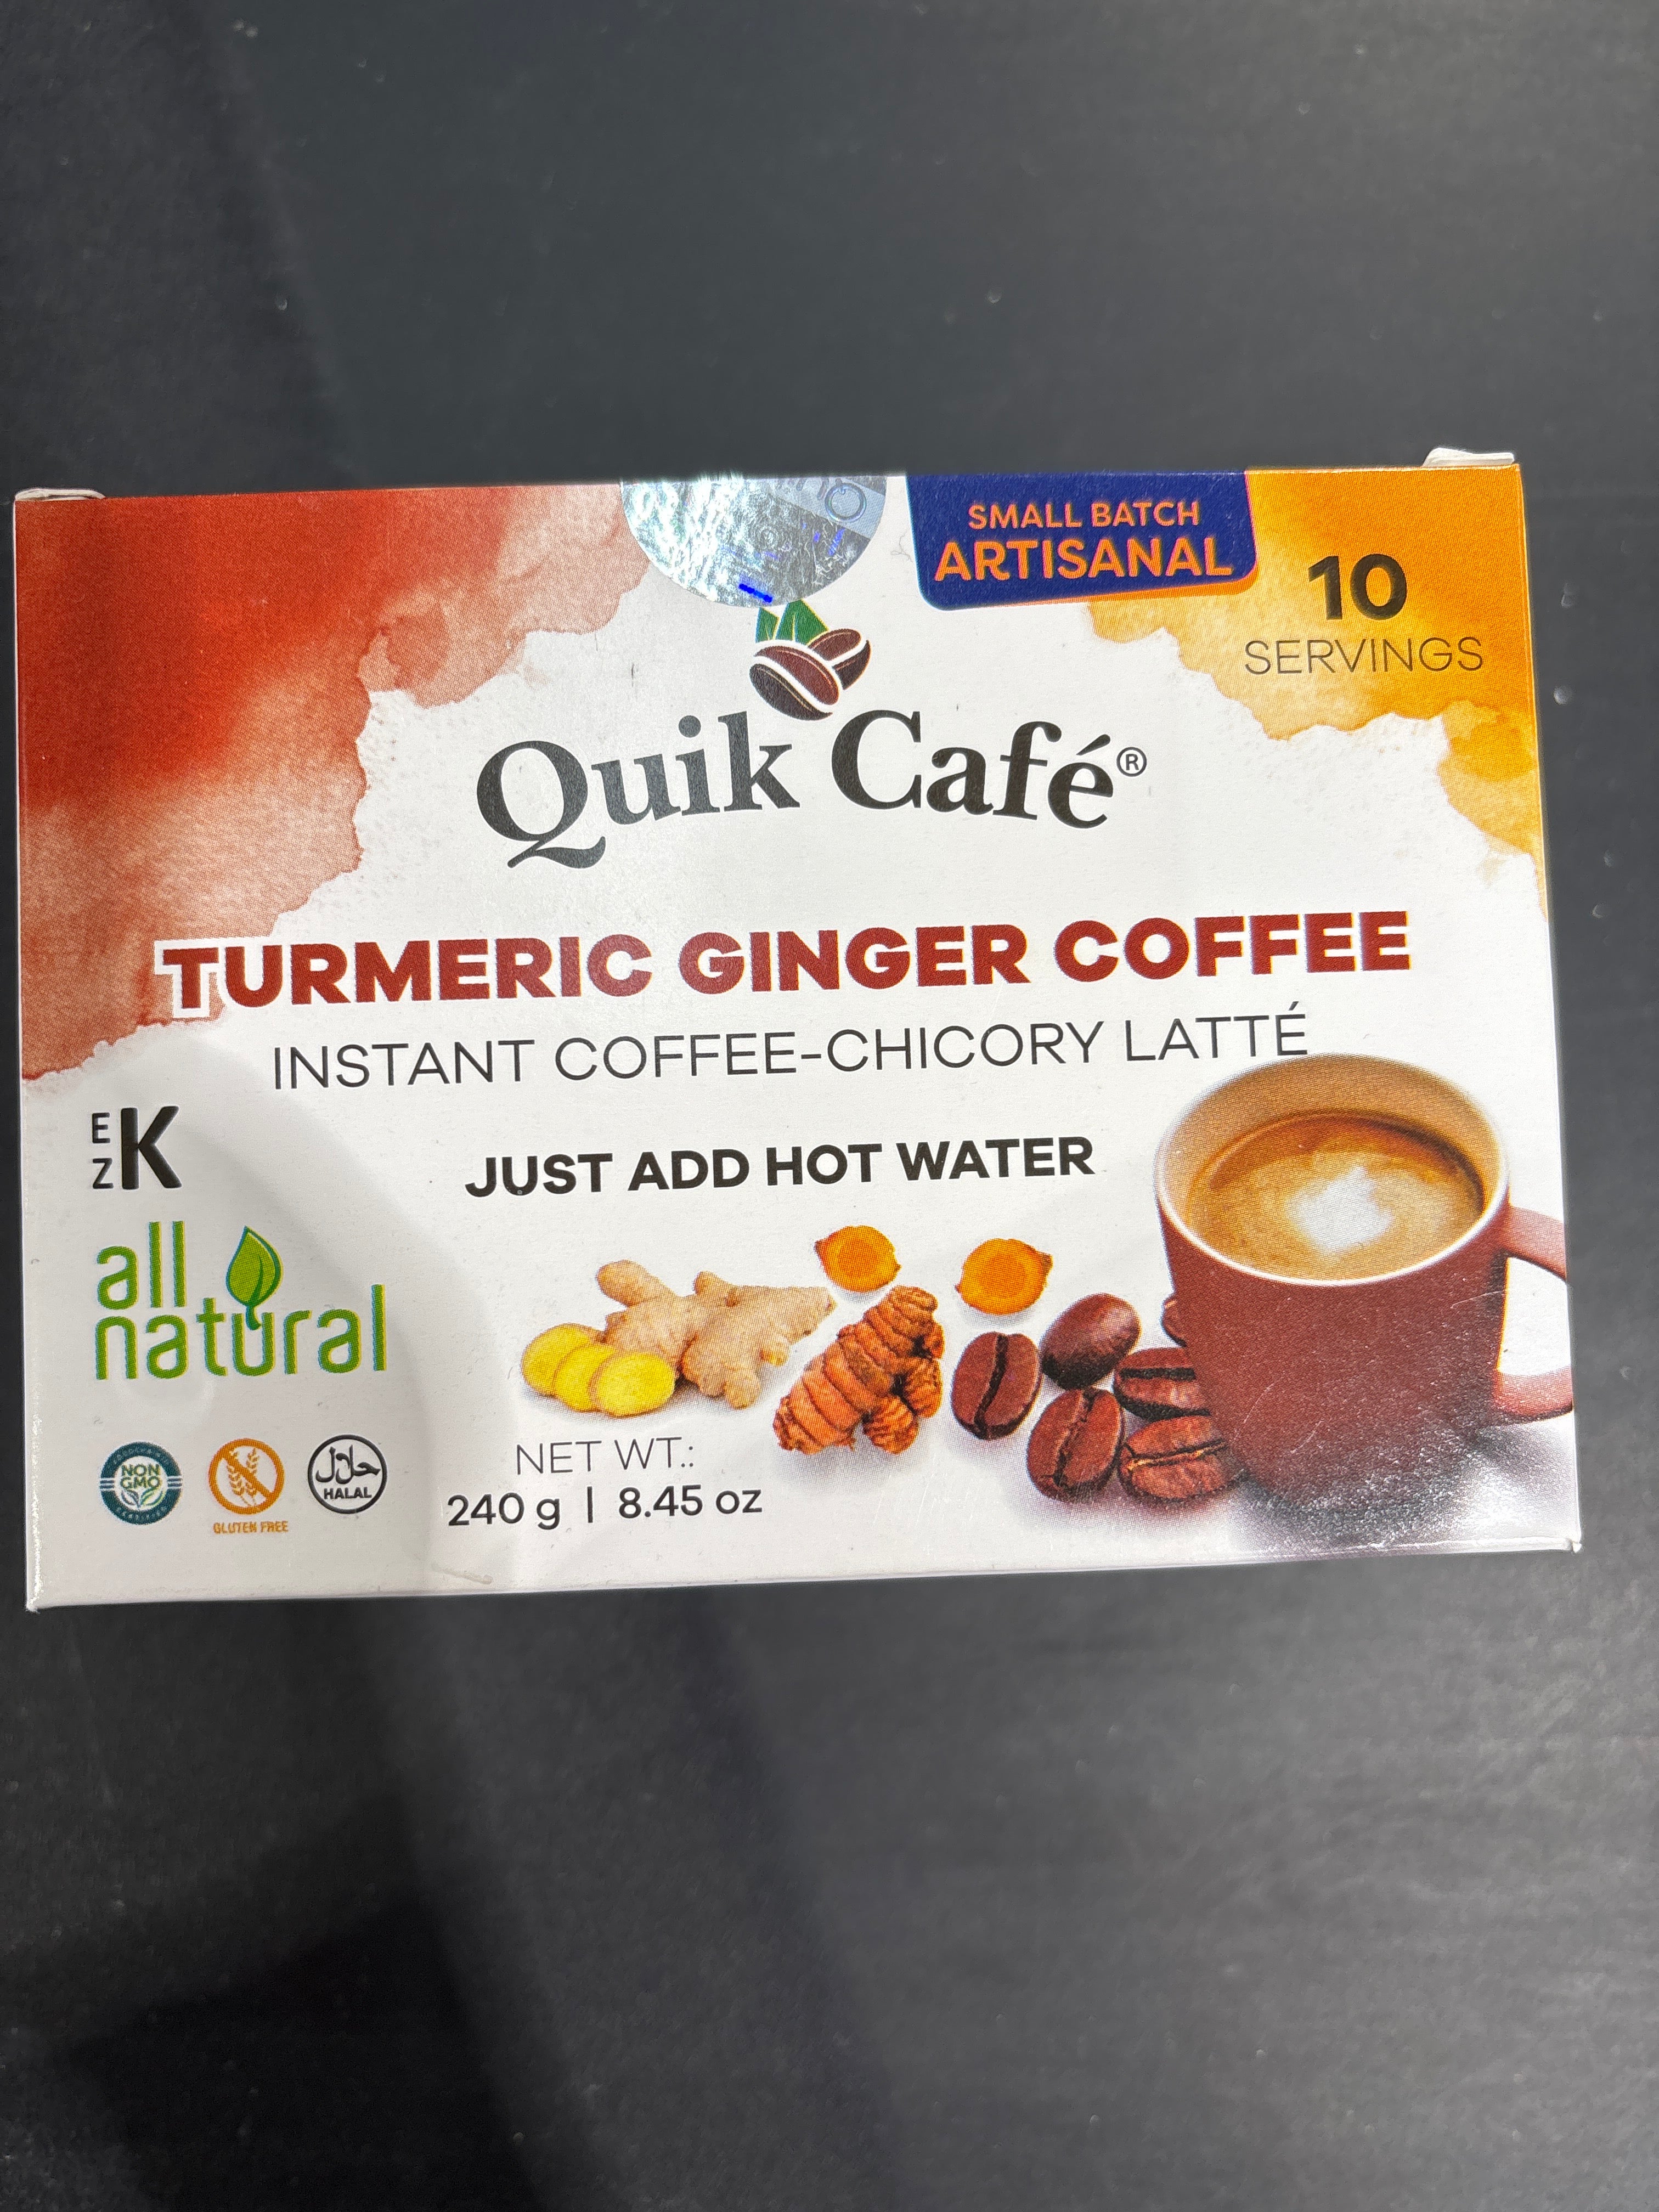 SMALL BATCH
ARTISANAL
10
SERVINGS
Quik Café®
TURMERIC GINGER COFFEE
INSTANT COFFEE-CHICORY LATTÉ
E
Z K
JUST ADD HOT WATER
all
natural
NON
GMO
GLUTEN FREE
حلال
HALAL
NET WT.:
240 g | 8.45 oz